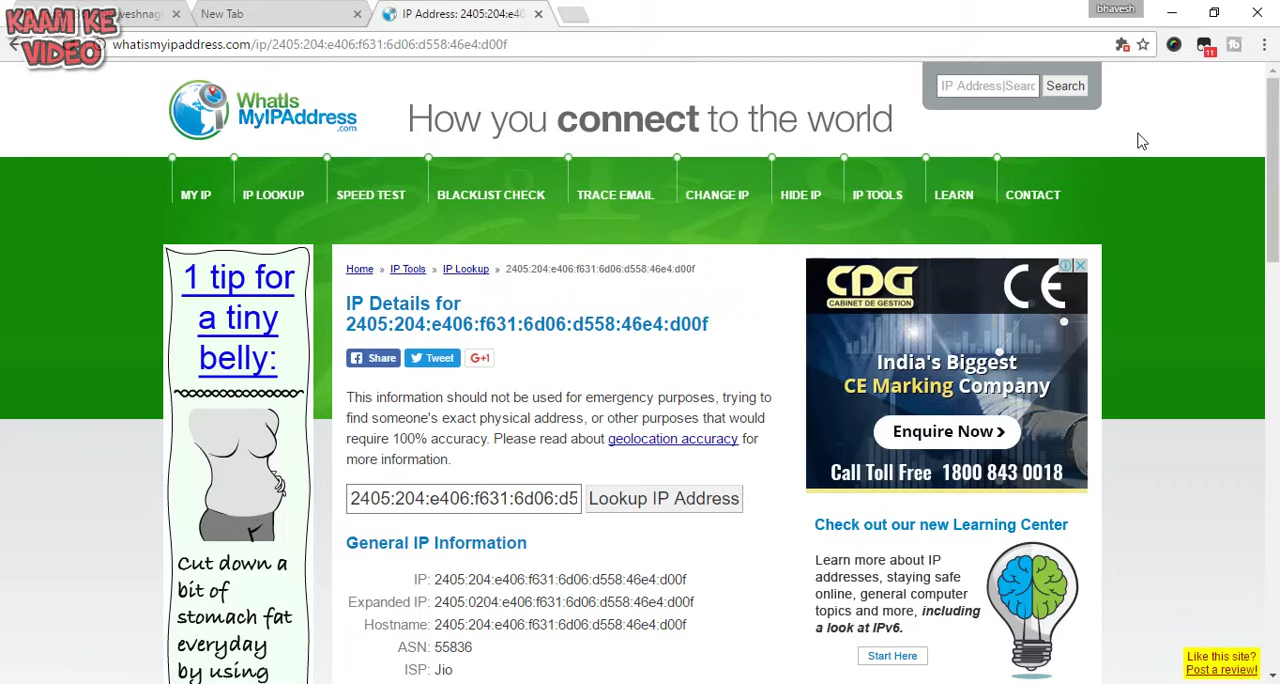 KAAM KE
VIDEO
veshnag
New Tab
IP Address: 2405:204:e40
bhavesh
whatismyipaddress.com/ip/2405:204:e406:f631:6d06:d558:46e4:d00f
11
WhatIs
MyIPAddress
.com
How you connect to the world
IP Address|Searc
Search
MY IP
IP LOOKUP
SPEED TEST
BLACKLIST CHECK
TRACE EMAIL
CHANGE IP
HIDE IP
IP TOOLS
LEARN
CONTACT
1 tip for
a tiny
belly:
Cut down a
bit of
stomach fat
everyday
by using
Home » IP Tools » IP Lookup » 2405:204:e406:f631:6d06:d558:46e4:d00f
IP Details for
2405:204:e406:f631:6d06:d558:46e4:d00f
Share
Tweet
G+1
This information should not be used for emergency purposes, trying to
find someone's exact physical address, or other purposes that would
require 100% accuracy. Please read about geolocation accuracy for
more information.
2405:204:e406:f631:6d06:d5
Lookup IP Address
General IP Information
IP: 2405:204:e406:f631:6d06:d558:46e4:d00f
Expanded IP: 2405:0204:e406:f631:6d06:d558:46e4:d00f
Hostname: 2405:204:e406:f631:6d06:d558:46e4:d00f
ASN: 55836
ISP: Jio
CDG
CABINET DE GESTION
CE
India's Biggest
CE Marking Company
Enquire Now
Call Toll Free 1800 843 0018
Check out our new Learning Center
Learn more about IP
addresses, staying safe
online, general computer
topics and more, including
a look at IPv6.
Start Here
Like this site?
Post a review!